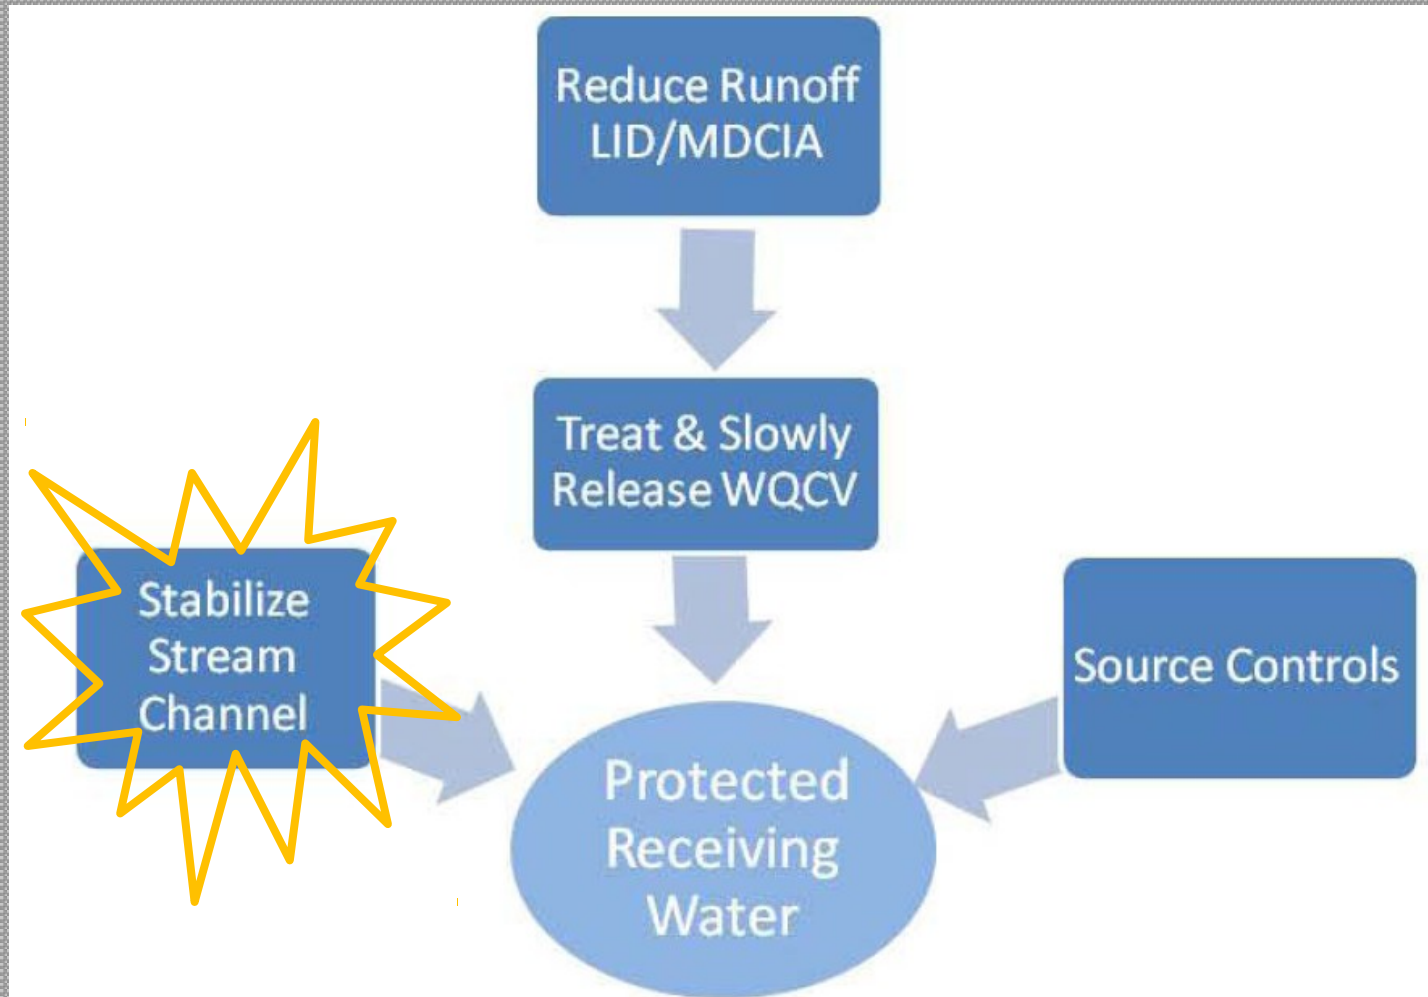 Reduce Runoff
LID/MDCIA
Treat & Slowly
Release WQCV
Stabilize
Stream
Channel
Source Controls
Protected
Receiving
Water